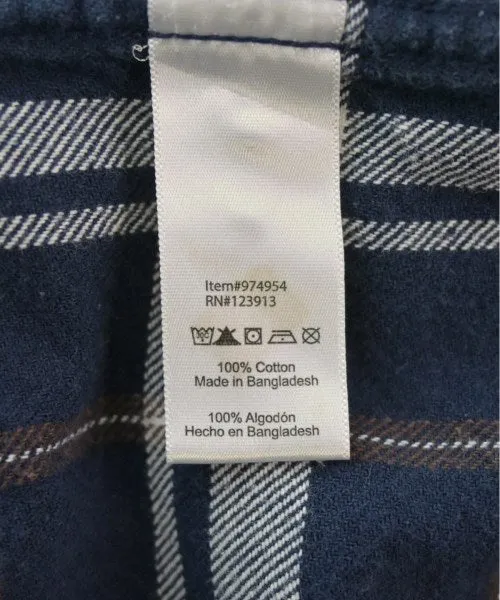 Item#974954
RN#123913
100% Cotton
Made in Bangladesh
100% Algodón
Hecho en Bangladesh